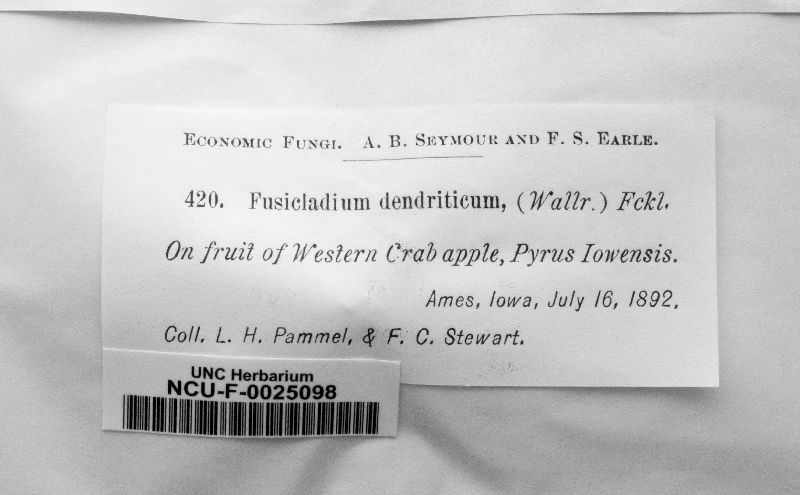 Economic Fungi. A. B. Seymour and F. S. Earle.
420. Fusicladium dendriticum, (Wallr.) Fckl.
On fruit of Western Crab apple, Pyrus Iowensis.
Ames, Iowa, July 16, 1892.
Coll. L. H. Pammel, & F. C. Stewart.
UNC Herbarium
NCU-F-0025098